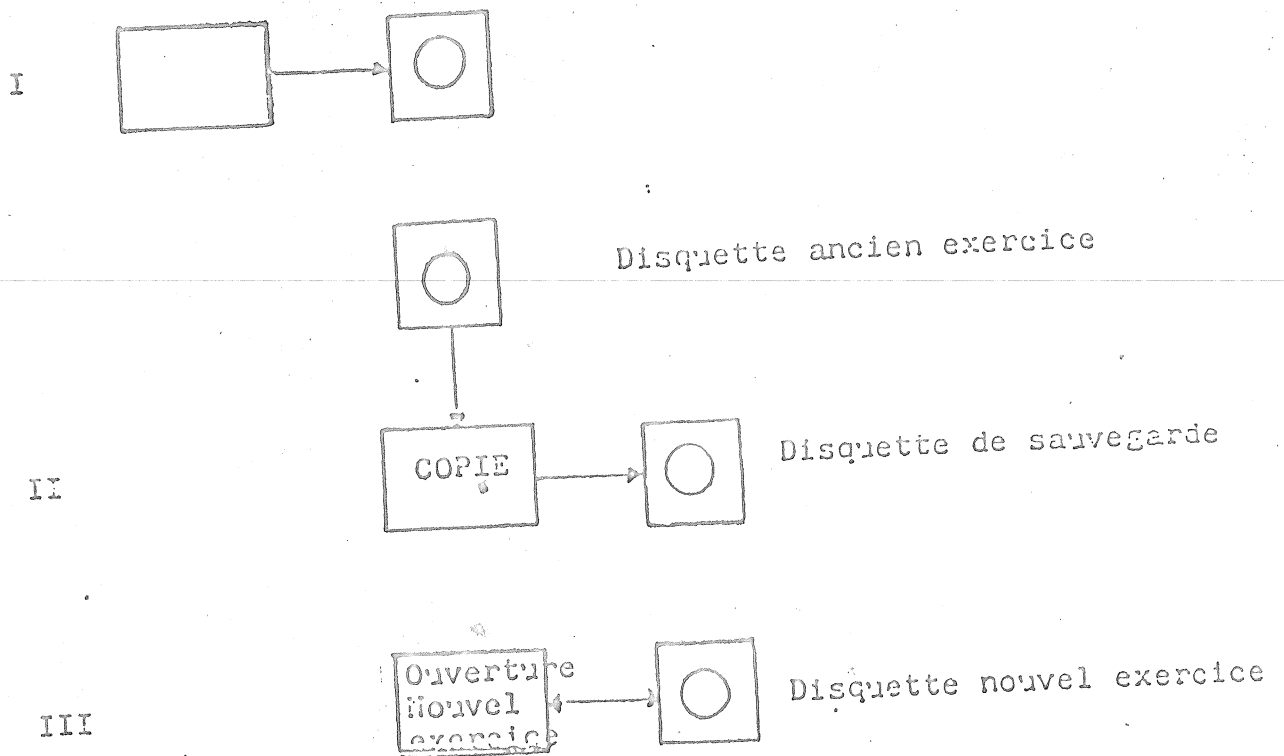 I
Disquette ancien exercice
II
COPIE
Disquette de sauvegarde
III
Ouverture
Nouvel
exercice
Disquette nouvel exercice